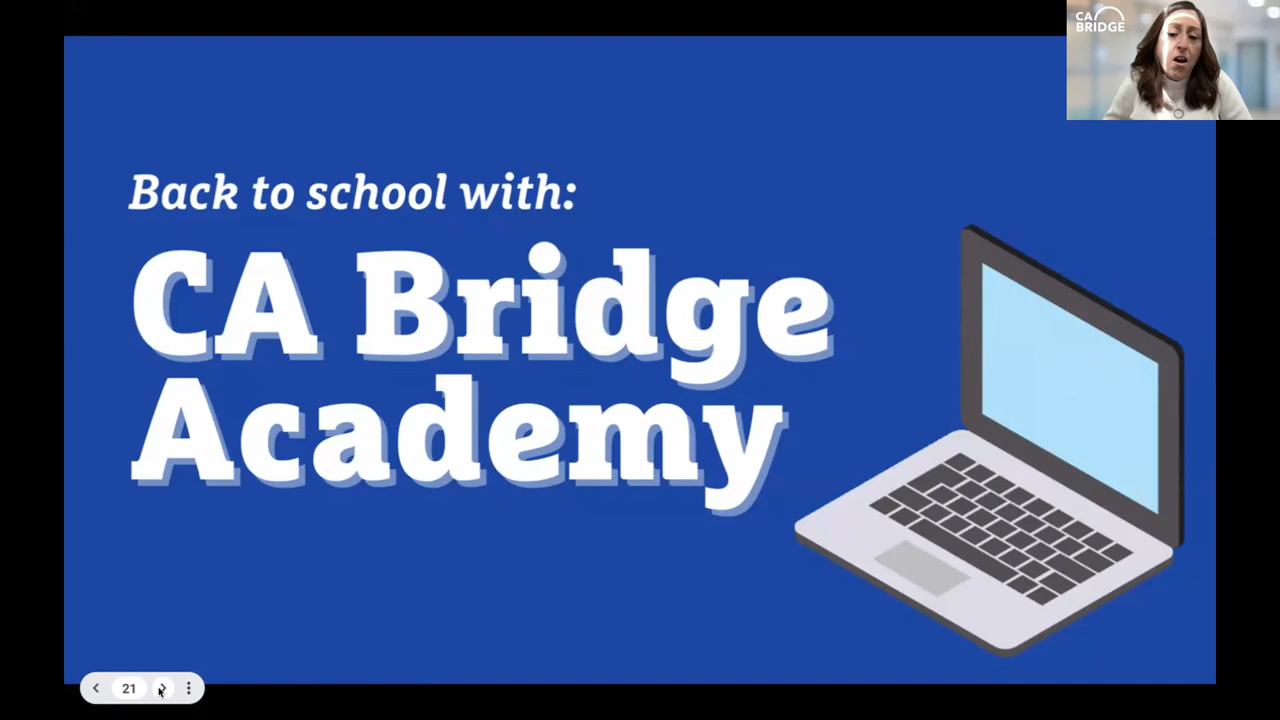 CA
BRIDGE
Back to school with:
CA Bridge
Academy
21